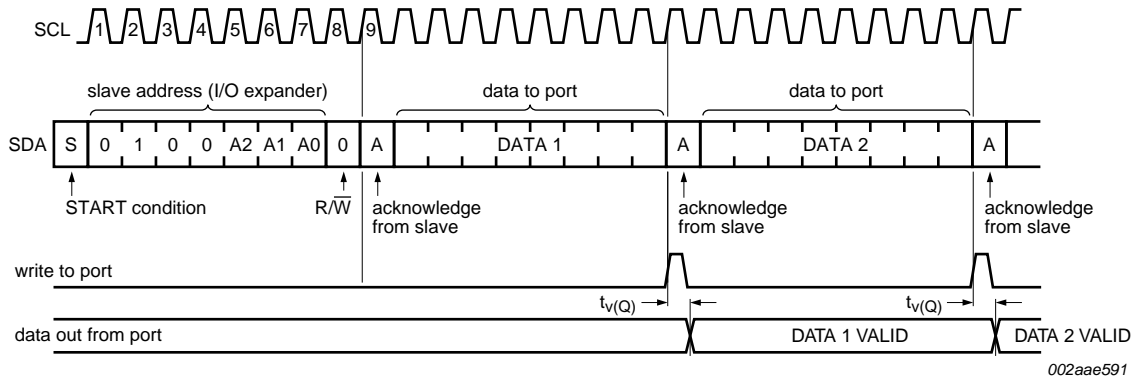 SCL 1 2 3 4 5 6 7 8 9
slave address (I/O expander) data to port data to port
SDA S 0 1 0 0 A2 A1 A0 0 A DATA 1 A DATA 2 A
START condition R/W̅ acknowledge from slave acknowledge from slave acknowledge from slave
write to port
tv(Q) tv(Q)
data out from port DATA 1 VALID DATA 2 VALID
002aae591